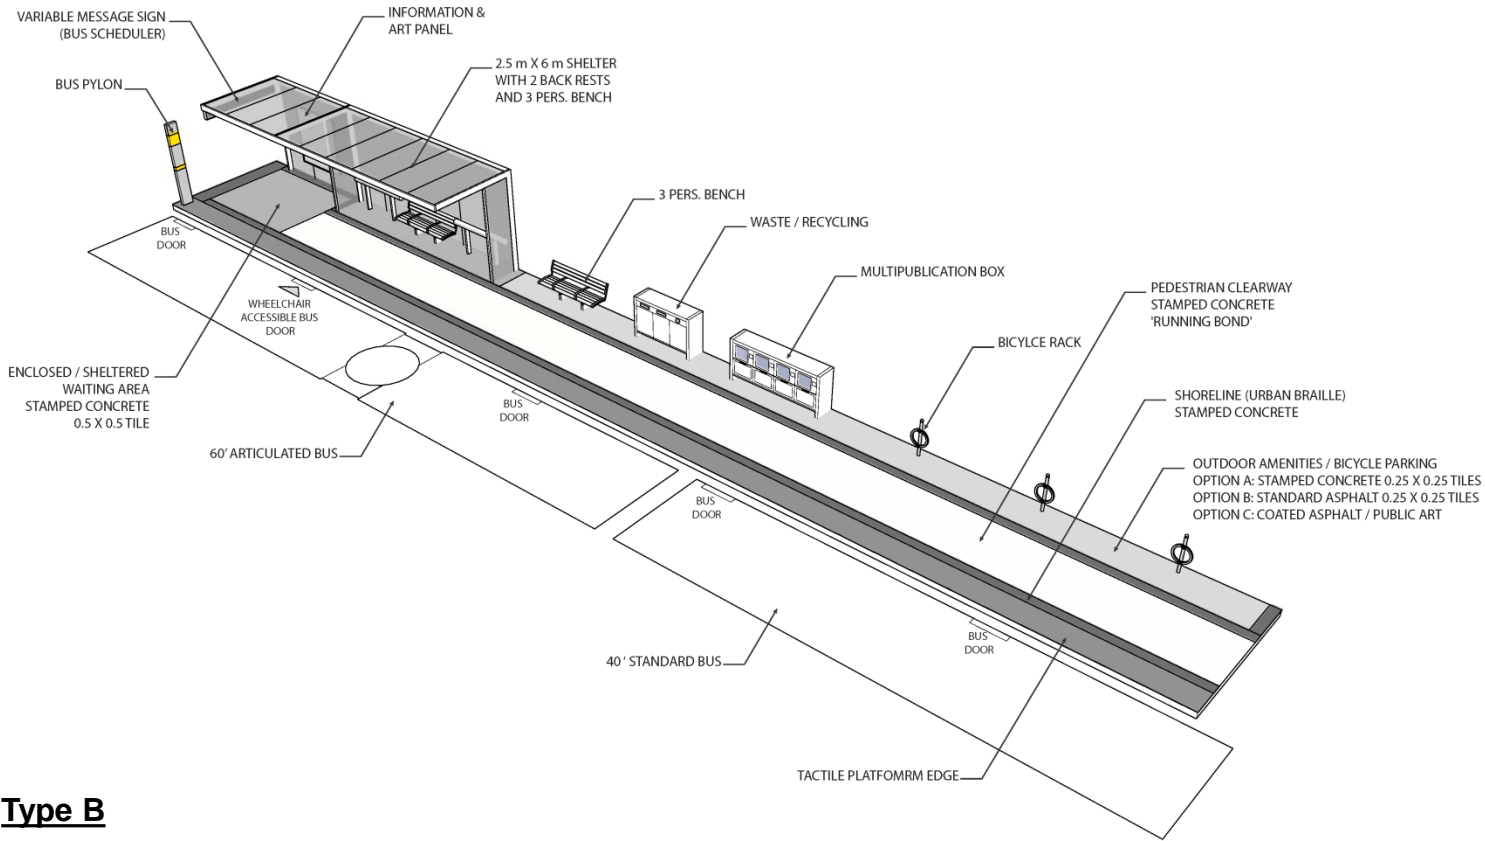 VARIABLE MESSAGE SIGN
(BUS SCHEDULER)
INFORMATION &
ART PANEL
BUS PYLON
2.5 m X 6 m SHELTER
WITH 2 BACK RESTS
AND 3 PERS. BENCH
3 PERS. BENCH
WASTE / RECYCLING
MULTIPUBLICATION BOX
PEDESTRIAN CLEARWAY
STAMPED CONCRETE
'RUNNING BOND'
BICYLCE RACK
SHORELINE (URBAN BRAILLE)
STAMPED CONCRETE
OUTDOOR AMENITIES / BICYCLE PARKING
OPTION A: STAMPED CONCRETE 0.25 X 0.25 TILES
OPTION B: STANDARD ASPHALT 0.25 X 0.25 TILES
OPTION C: COATED ASPHALT / PUBLIC ART
BUS
DOOR
WHEELCHAIR
ACCESSIBLE BUS
DOOR
ENCLOSED / SHELTERED
WAITING AREA
STAMPED CONCRETE
0.5 X 0.5 TILE
BUS
DOOR
60' ARTICULATED BUS
BUS
DOOR
BUS
DOOR
40 ' STANDARD BUS
TACTILE PLATFOMRM EDGE
Type B